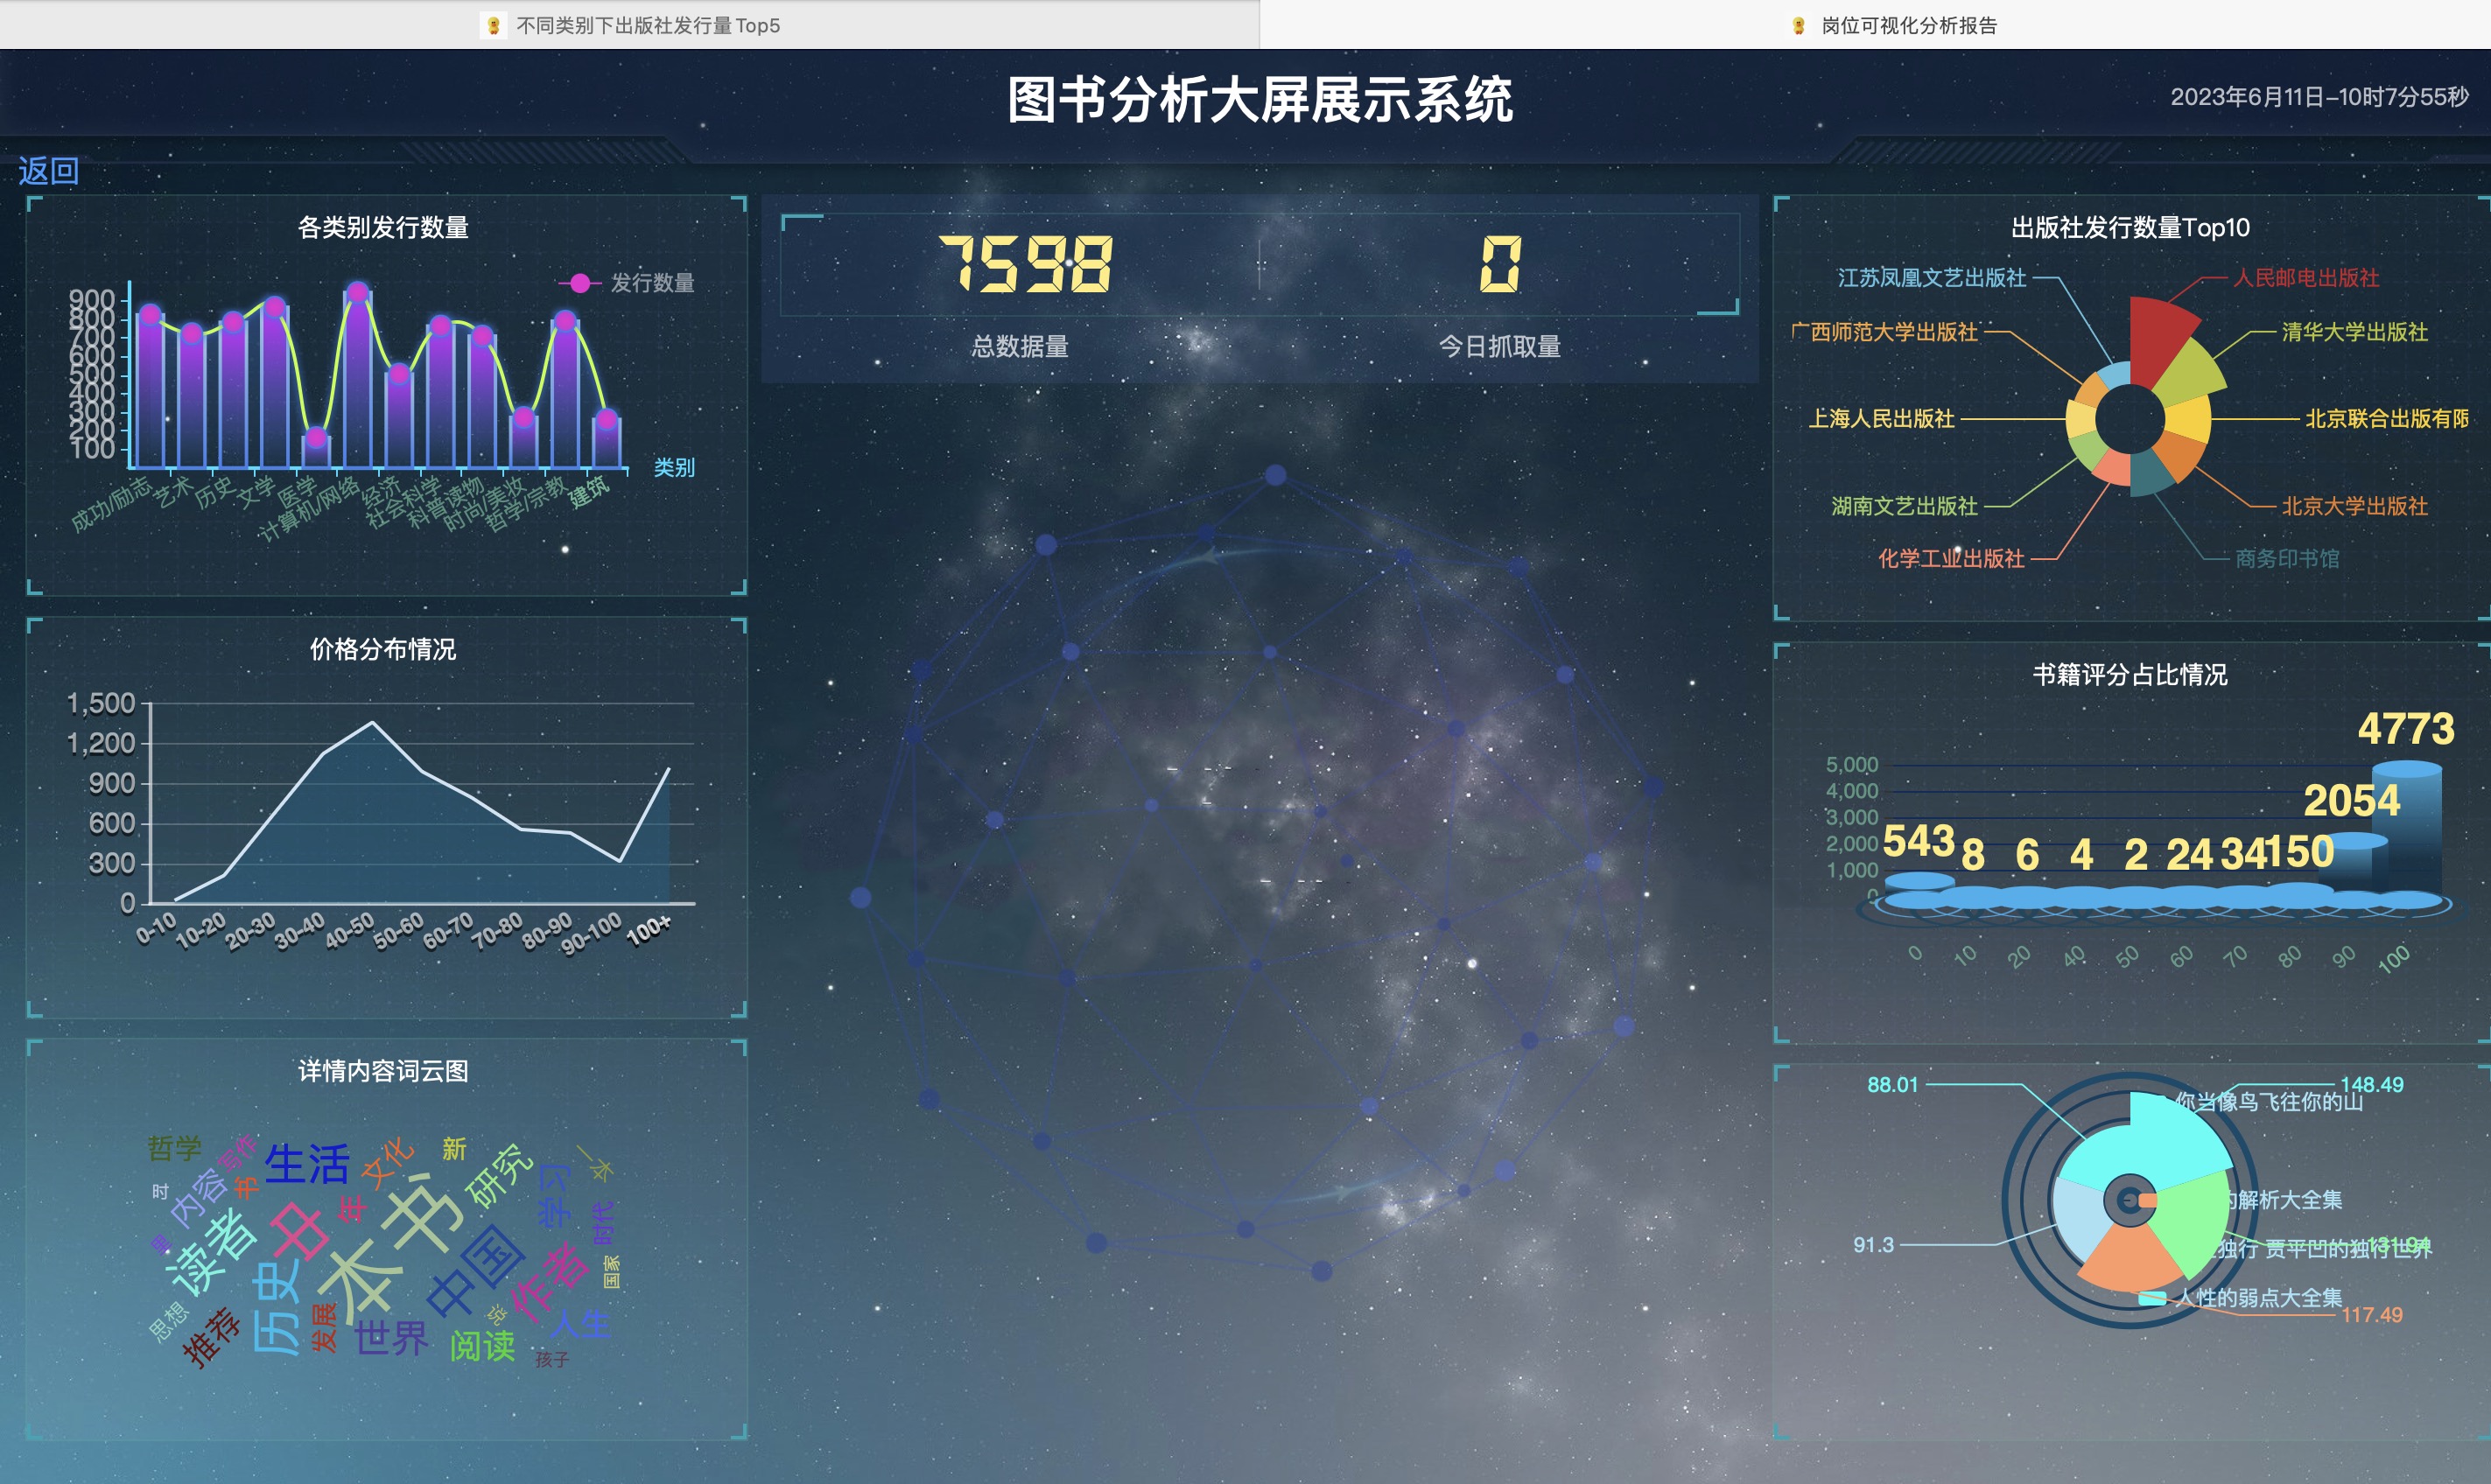 不同类别下出版社发行量Top5
岗位可视化分析报告
图书分析大屏展示系统
2023年6月11日-10时7分55秒
返回
各类别发行数量
发行数量
900
800
700
600
500
400
300
200
100
类别
成功/励志
艺术
历史
文学
医学
计算机/网络
经济
社会科学
科普读物
时尚/美妆
哲学/宗教
建筑
价格分布情况
1,500
1,200
900
600
300
0
0-10
10-20
20-30
30-40
40-50
50-60
60-70
70-80
80-90
90-100
100+
详情内容词云图
哲学
写作
生活
文化
新
研究
一本
时
内容
书
年
学习
时代
里
读者
中
本书
中国
作者
国家
思想
推荐
历史
发展
世界
说
阅读
人生
孩子
7598
0
总数据量
今日抓取量
出版社发行数量Top10
江苏凤凰文艺出版社
人民邮电出版社
广西师范大学出版社
清华大学出版社
上海人民出版社
北京联合出版有限
湖南文艺出版社
北京大学出版社
化学工业出版社
商务印书馆
书籍评分占比情况
4773
2054
543 8 6 4 2 24 34 150
5,000
4,000
3,000
2,000
1,000
0
0 10 20 40 50 60 70 80 90 100
88.01
148.49
你当像鸟飞往你的山
的解析大全集
91.3
独行 贾平凹的独行世界
131.94
人性的弱点大全集
117.49